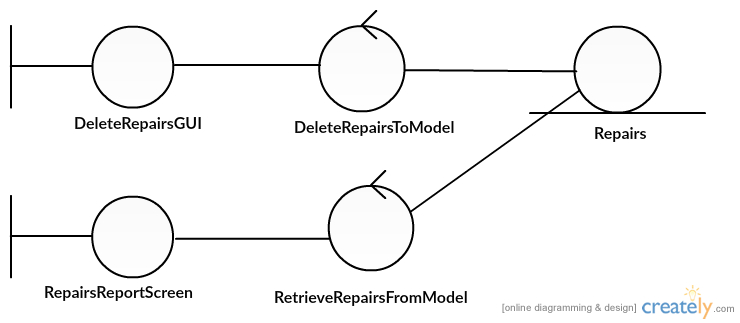 DeleteRepairsGUI
DeleteRepairsToModel
Repairs
RepairsReportScreen
RetrieveRepairsFromModel
[online diagramming & design] creately.com